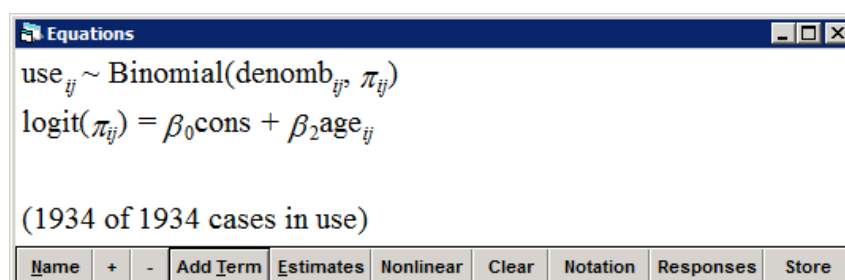 Equations
use_ij ~ Binomial(denomb_ij, π_ij)
logit(π_ij) = β_0cons + β_2age_ij
(1934 of 1934 cases in use)
Name + - Add Term Estimates Nonlinear Clear Notation Responses Store